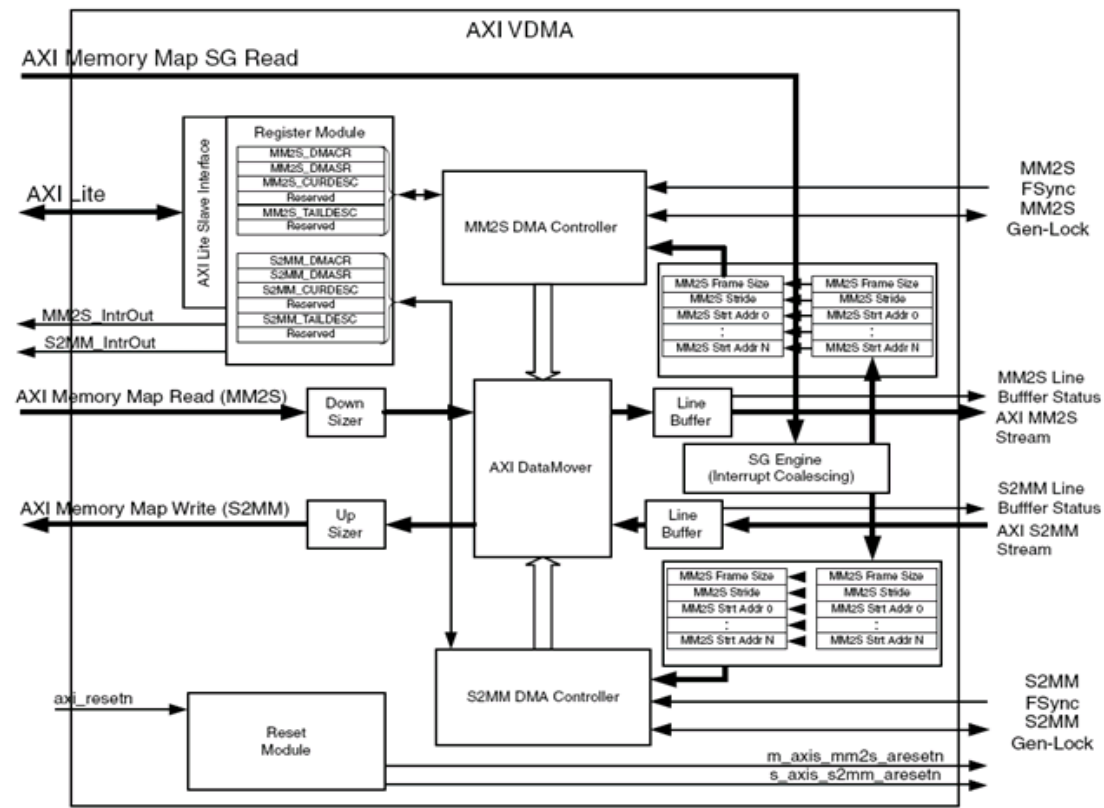 AXI VDMA
AXI Memory Map SG Read
AXI Lite Slave Interface
Register Module
MM2S_DMACR
MM2S_DMASR
MM2S_CURDESC
Reserved
MM2S_TAILDESC
Reserved
S2MM_DMACR
S2MM_DMASR
S2MM_CURDESC
Reserved
S2MM_TAILDESC
Reserved
AXI Lite
MM2S_IntrOut
S2MM_IntrOut
MM2S DMA Controller
MM2S
FSync
MM2S
Gen-Lock
MM2S Frame Size
MM2S Stride
MM2S Strt Addr 0
:
MM2S Strt Addr N
MM2S Frame Size
MM2S Stride
MM2S Strt Addr 0
:
MM2S Strt Addr N
AXI Memory Map Read (MM2S)
Down
Sizer
AXI DataMover
Line
Buffer
MM2S Line
Bufffer Status
AXI MM2S
Stream
SG Engine
(Interrupt Coalescing)
AXI Memory Map Write (S2MM)
Up
Sizer
Line
Buffer
S2MM Line
Bufffer Status
AXI S2MM
Stream
MM2S Frame Size
MM2S Stride
MM2S Strt Addr 0
:
MM2S Strt Addr N
MM2S Frame Size
MM2S Stride
MM2S Strt Addr 0
:
MM2S Strt Addr N
S2MM DMA Controller
S2MM
FSync
S2MM
Gen-Lock
axi_resetn
Reset
Module
m_axis_mm2s_aresetn
s_axis_s2mm_aresetn